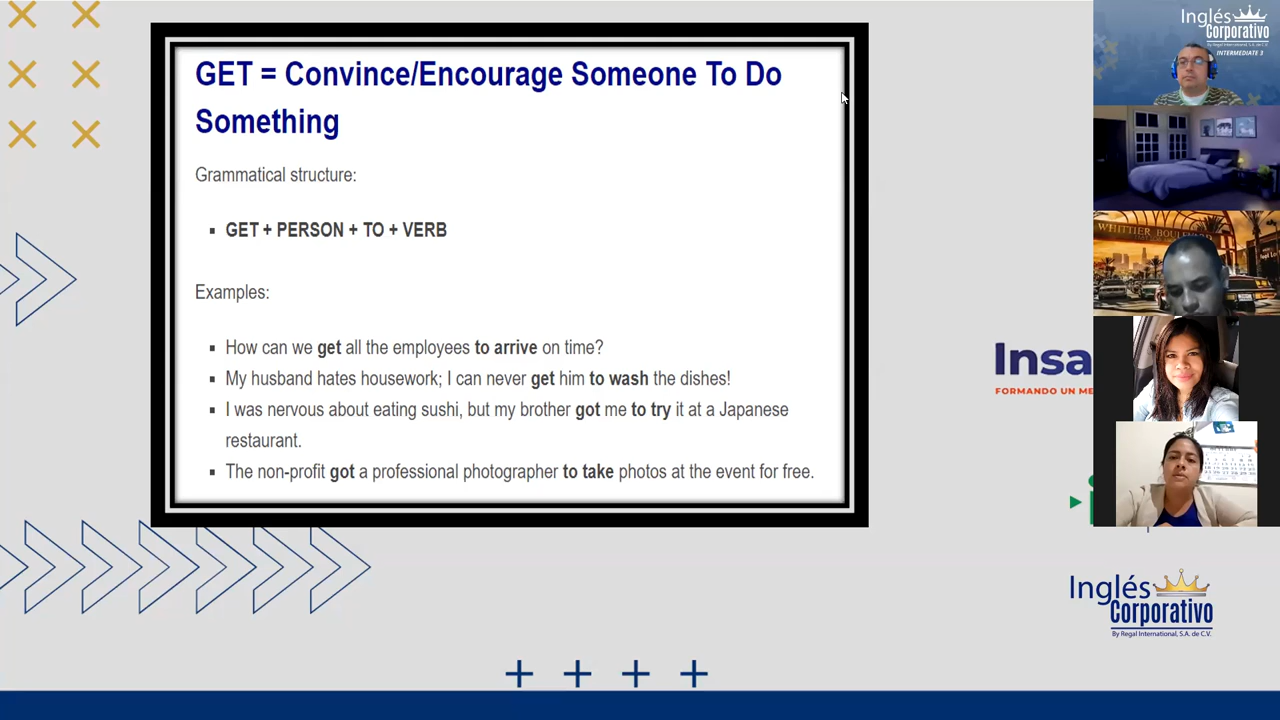 GET = Convince/Encourage Someone To Do
Something
Grammatical structure:
GET + PERSON + TO + VERB
Examples:
How can we get all the employees to arrive on time?
My husband hates housework; I can never get him to wash the dishes!
I was nervous about eating sushi, but my brother got me to try it at a Japanese
restaurant.
The non-profit got a professional photographer to take photos at the event for free.
Inglés
Corporativo
By Regal International, S.A. de C.V.
INTERMEDIATE 3
WHITTIER BOULEVARD
Insa
FORMANDO UN ME
Inglés
Corporativo
By Regal International, S.A. de C.V.